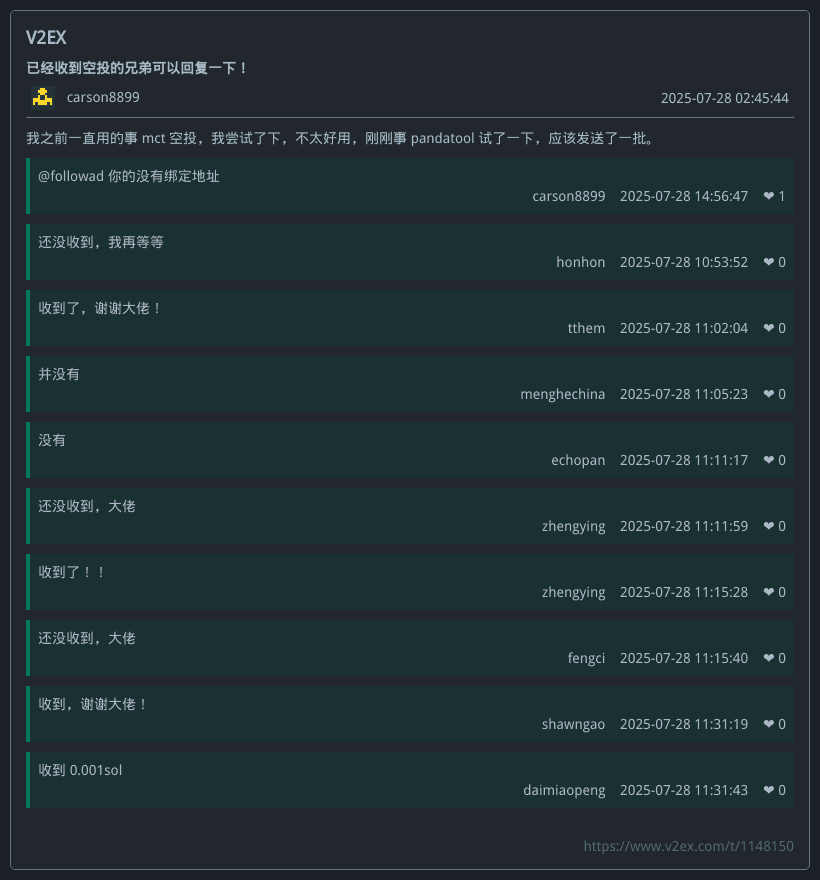 V2EX
已经收到空投的兄弟可以回复一下！
carson8899
2025-07-28 02:45:44
我之前一直用的事 mct 空投，我尝试了下，不太好用，刚刚事 pandatool 试了一下，应该发送了一批。
@followad 你的没有绑定地址
carson8899 2025-07-28 14:56:47 ❤ 1
还没收到，我再等等
honhon 2025-07-28 10:53:52 ❤ 0
收到了，谢谢大佬！
tthem 2025-07-28 11:02:04 ❤ 0
并没有
menghechina 2025-07-28 11:05:23 ❤ 0
没有
echopan 2025-07-28 11:11:17 ❤ 0
还没收到，大佬
zhengying 2025-07-28 11:11:59 ❤ 0
收到了！！
zhengying 2025-07-28 11:15:28 ❤ 0
还没收到，大佬
fengci 2025-07-28 11:15:40 ❤ 0
收到，谢谢大佬！
shawngao 2025-07-28 11:31:19 ❤ 0
收到 0.001sol
daimiaopeng 2025-07-28 11:31:43 ❤ 0
https://www.v2ex.com/t/1148150